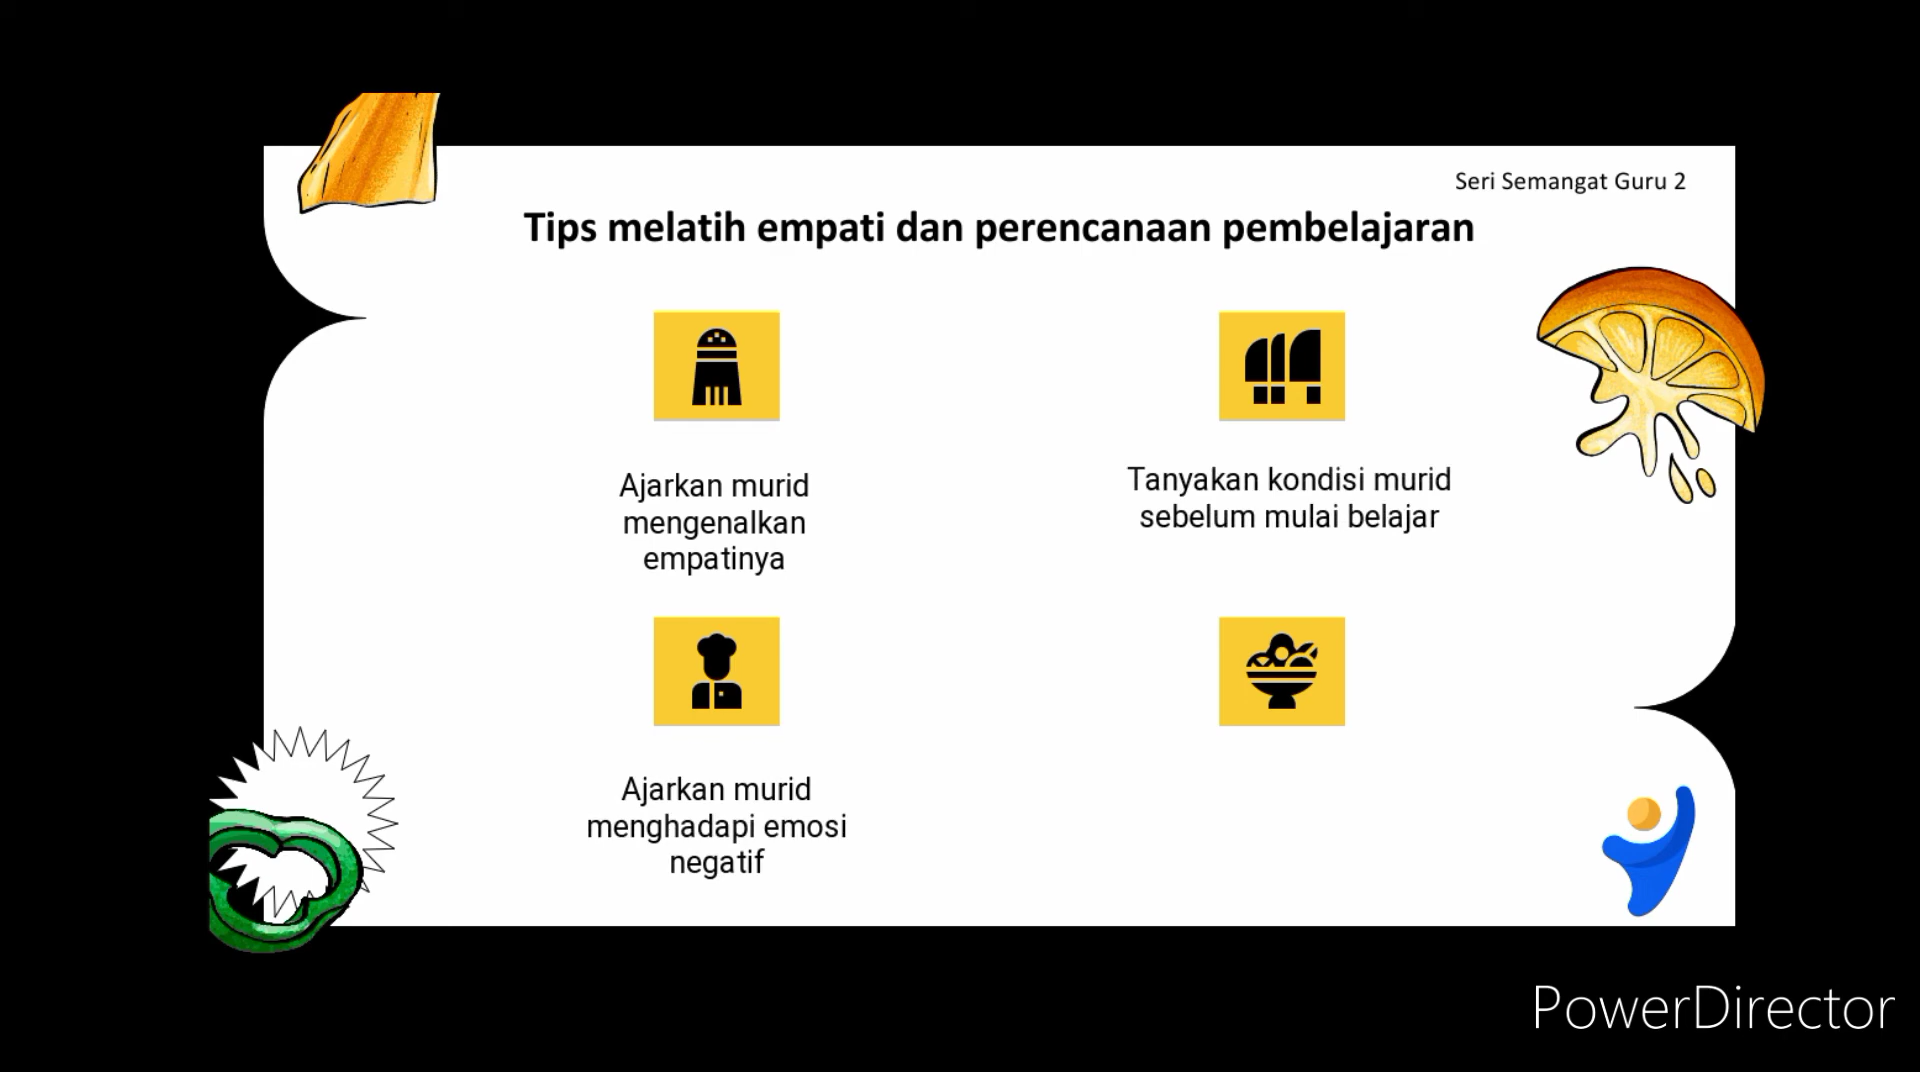 Seri Semangat Guru 2
Tips melatih empati dan perencanaan pembelajaran
Ajarkan murid
mengenalkan
empatinya
Tanyakan kondisi murid
sebelum mulai belajar
Ajarkan murid
menghadapi emosi
negatif
PowerDirector